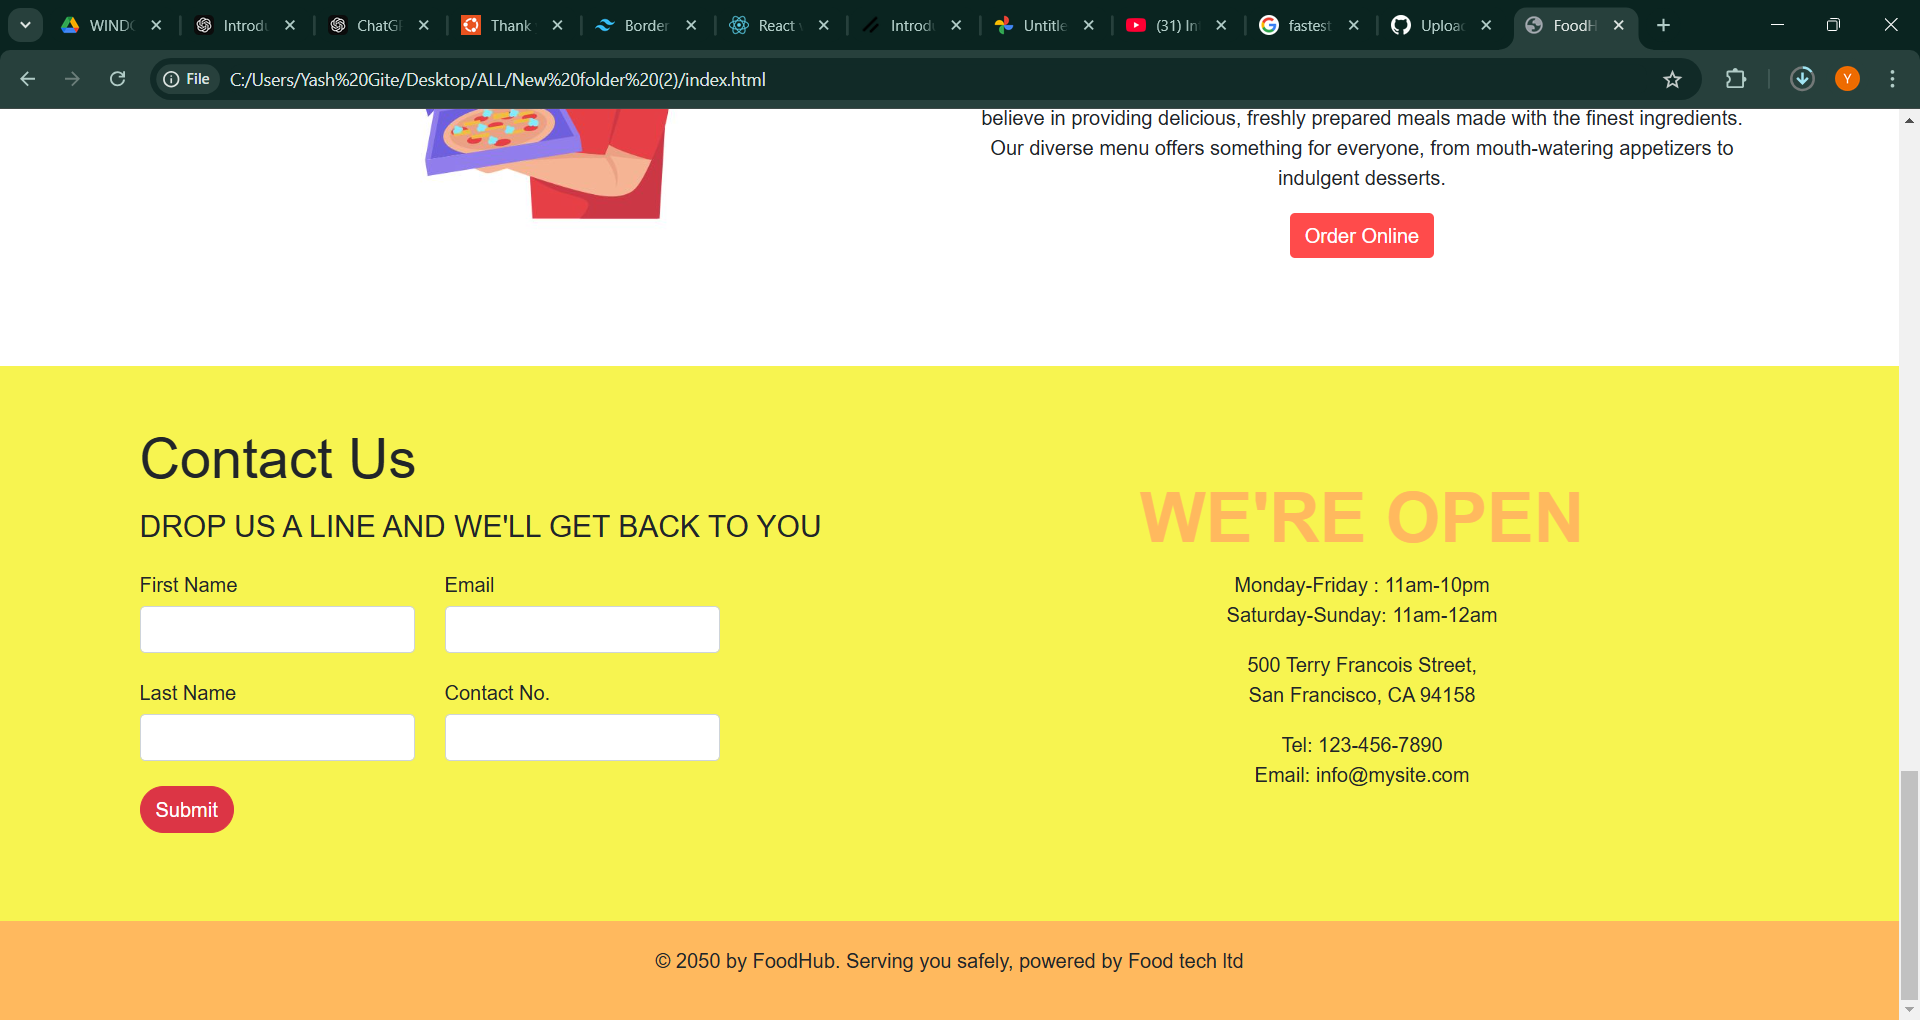 WIND
Introdu
ChatG
Thank
Border
React
Introdu
Untitle
(31) In
fastest
Uploa
FoodH
File
C:/Users/Yash%20Gite/Desktop/ALL/New%20folder%20(2)/index.html
Y
believe in providing delicious, freshly prepared meals made with the finest ingredients.
Our diverse menu offers something for everyone, from mouth-watering appetizers to
indulgent desserts.
Order Online
Contact Us
DROP US A LINE AND WE'LL GET BACK TO YOU
First Name
Email
Last Name
Contact No.
Submit
WE'RE OPEN
Monday-Friday : 11am-10pm
Saturday-Sunday: 11am-12am
500 Terry Francois Street,
San Francisco, CA 94158
Tel: 123-456-7890
Email: info@mysite.com
© 2050 by FoodHub. Serving you safely, powered by Food tech ltd